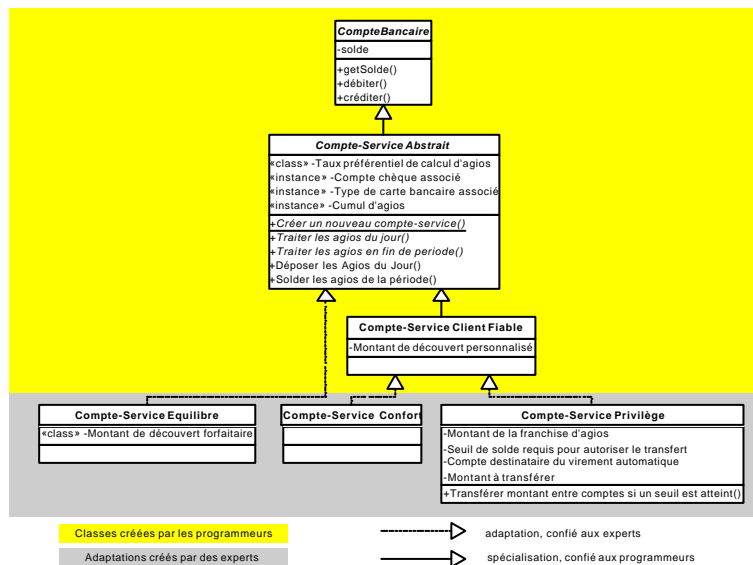 CompteBancaire
-solde
+getSolde()
+débiter()
+créditer()
Compte-Service Abstrait
«class» -Taux préférentiel de calcul d'agios
«instance» -Compte chèque associé
«instance» -Type de carte bancaire associé
«instance» -Cumul d'agios
+Créer un nouveau compte-service()
+Traiter les agios du jour()
+Traiter les agios en fin de periode()
+Déposer les Agios du Jour()
+Solder les agios de la période()
Compte-Service Client Fiable
-Montant de découvert personnalisé
Compte-Service Equilibre
«class» -Montant de découvert forfaitaire
Compte-Service Confort
Compte-Service Privilège
-Montant de la franchise d'agios
-Seuil de solde requis pour autoriser le transfert
-Compte destinataire du virement automatique
-Montant à transférer
+Transférer montant entre comptes si un seuil est atteint()
Classes créées par les programmeurs
adaptation, confié aux experts
Adaptations créés par des experts
spécialisation, confié aux programmeurs